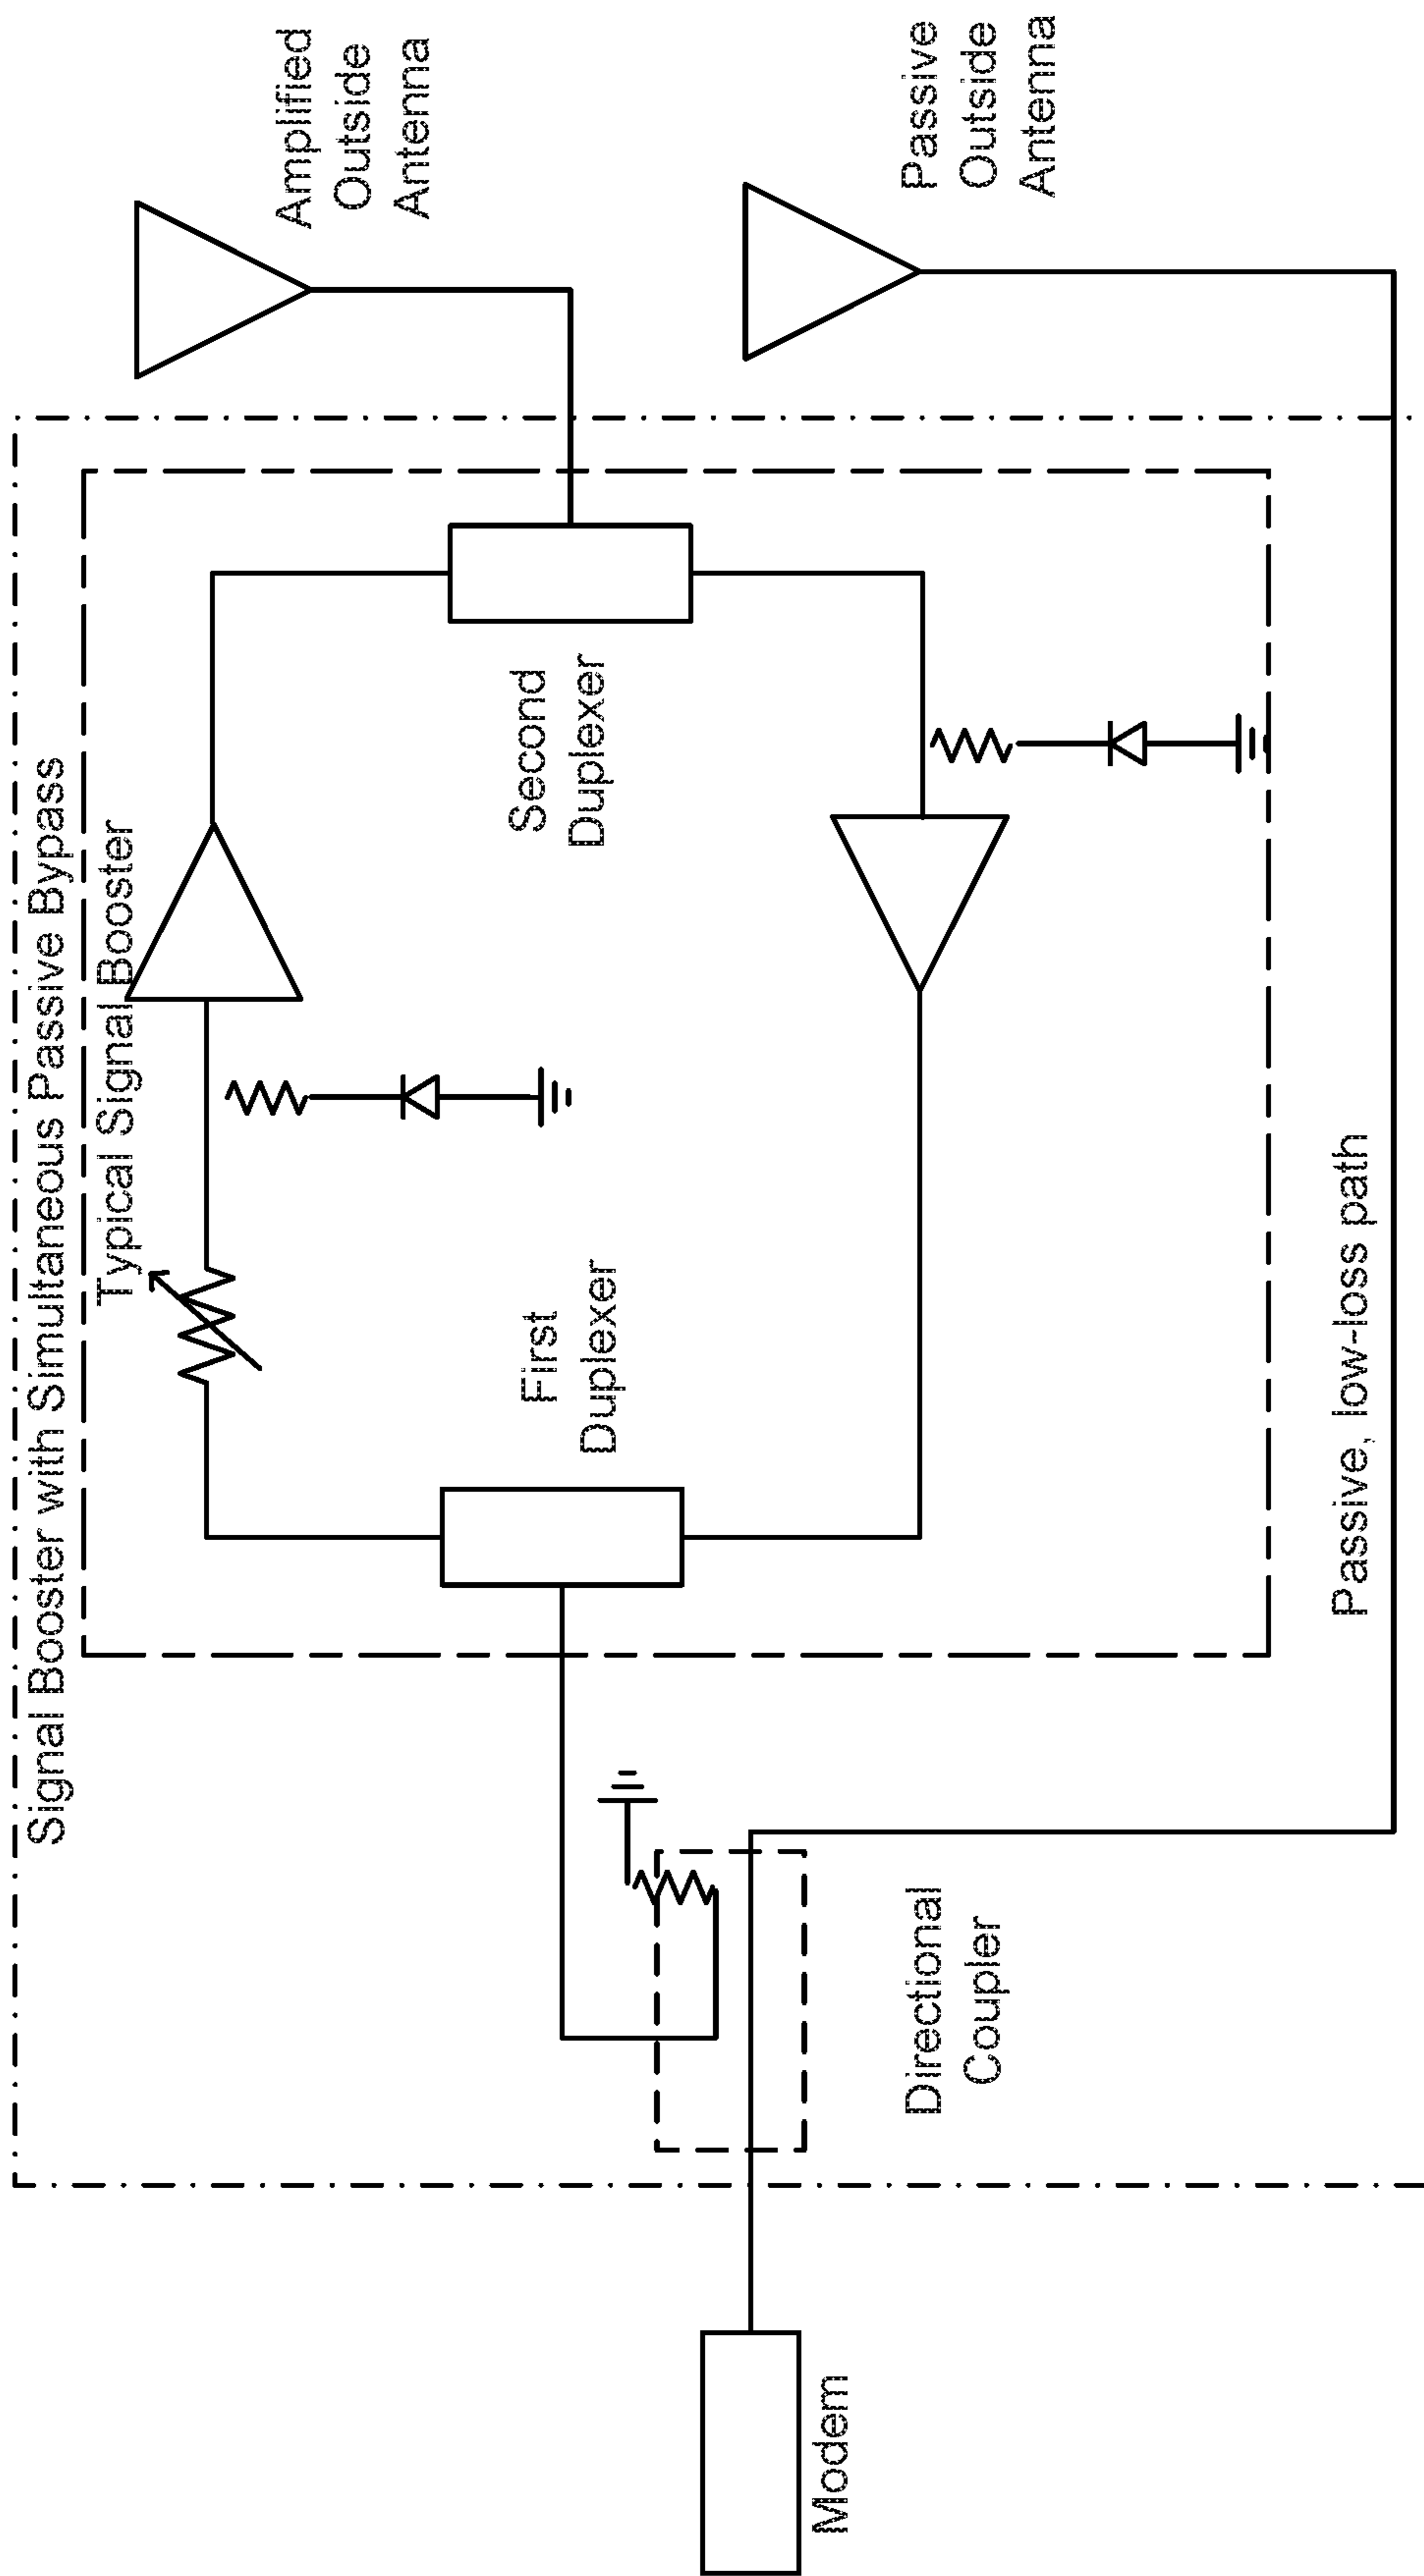 Signal Booster with Simultaneous Passive Bypass
Typical Signal Booster
Amplified
Outside
Antenna
First
Duplexer
Second
Duplexer
Modem
Directional
Coupler
Passive
Outside
Antenna
Passive, low-loss path